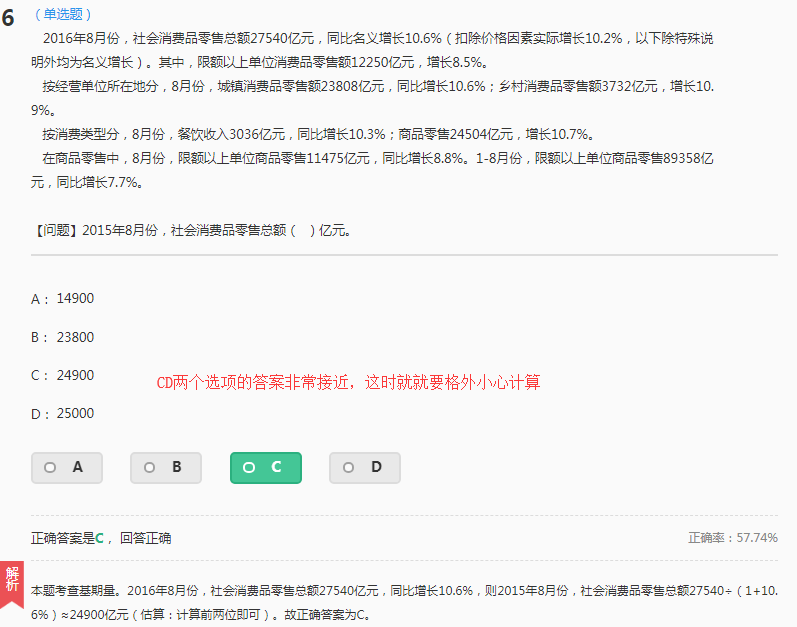 6
（单选题）
2016年8月份，社会消费品零售总额27540亿元，同比名义增长10.6%（扣除价格因素实际增长10.2%，以下除特殊说
明外均为名义增长）。其中，限额以上单位消费品零售额12250亿元，增长8.5%。
按经营单位所在地分，8月份，城镇消费品零售额23808亿元，同比增长10.6%；乡村消费品零售额3732亿元，增长10.
9%。
按消费类型分，8月份，餐饮收入3036亿元，同比增长10.3%；商品零售24504亿元，增长10.7%。
在商品零售中，8月份，限额以上单位商品零售11475亿元，同比增长8.8%。1-8月份，限额以上单位商品零售89358亿
元，同比增长7.7%。
【问题】2015年8月份，社会消费品零售总额（ ）亿元。
A： 14900
B： 23800
C： 24900
CD两个选项的答案非常接近，这时就就要格外小心计算
D： 25000
A B C D
正确答案是C， 回答正确 正确率：57.74%
解析
本题考查基期量。2016年8月份，社会消费品零售总额27540亿元，同比增长10.6%，则2015年8月份，社会消费品零售总额27540÷（1+10.
6%）≈24900亿元（估算：计算前两位即可）。故正确答案为C。